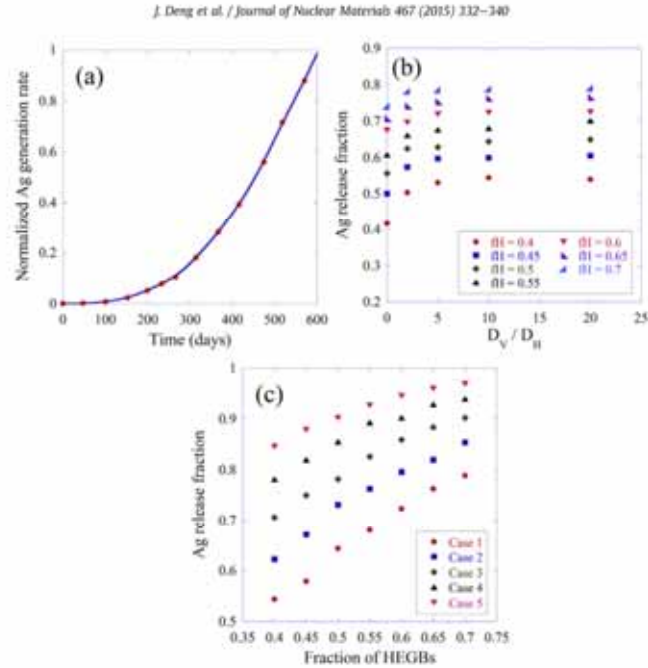 J. Deng et al. / Journal of Nuclear Materials 467 (2015) 332–340
(a)
Normalized Ag generation rate
1
0.8
0.6
0.4
0.2
0
0 100 200 300 400 500 600
Time (days)
(b)
Ag release fraction
0.9
0.8
0.7
0.6
0.5
0.4
0.3
0.2
fH = 0.4 fH = 0.6
fH = 0.45 fH = 0.65
fH = 0.5 fH = 0.7
fH = 0.55
0 5 10 15 20 25
D_V / D_H
(c)
Ag release fraction
1
0.9
0.8
0.7
0.6
0.5
Case 1
Case 2
Case 3
Case 4
Case 5
0.35 0.4 0.45 0.5 0.55 0.6 0.65 0.7 0.75
Fraction of HEGBs